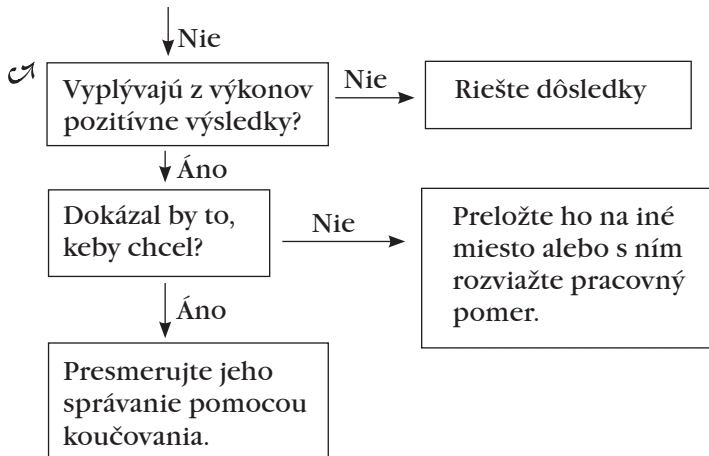 Nie
Vyplývajú z výkonov
pozitívne výsledky?
Nie
Riešte dôsledky
Áno
Dokázal by to,
keby chcel?
Nie
Preložte ho na iné
miesto alebo s ním
rozviažte pracovný
pomer.
Áno
Presmerujte jeho
správanie pomocou
koučovania.